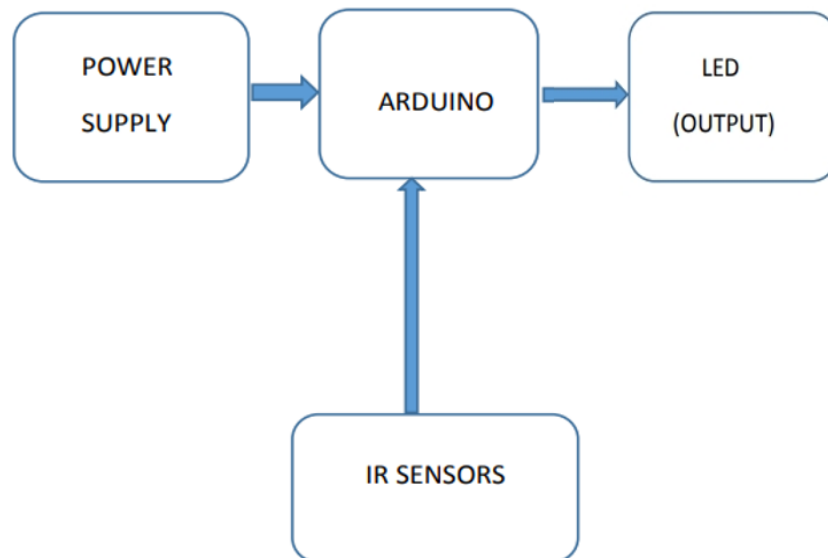 POWER
SUPPLY
ARDUINO
LED
(OUTPUT)
IR SENSORS